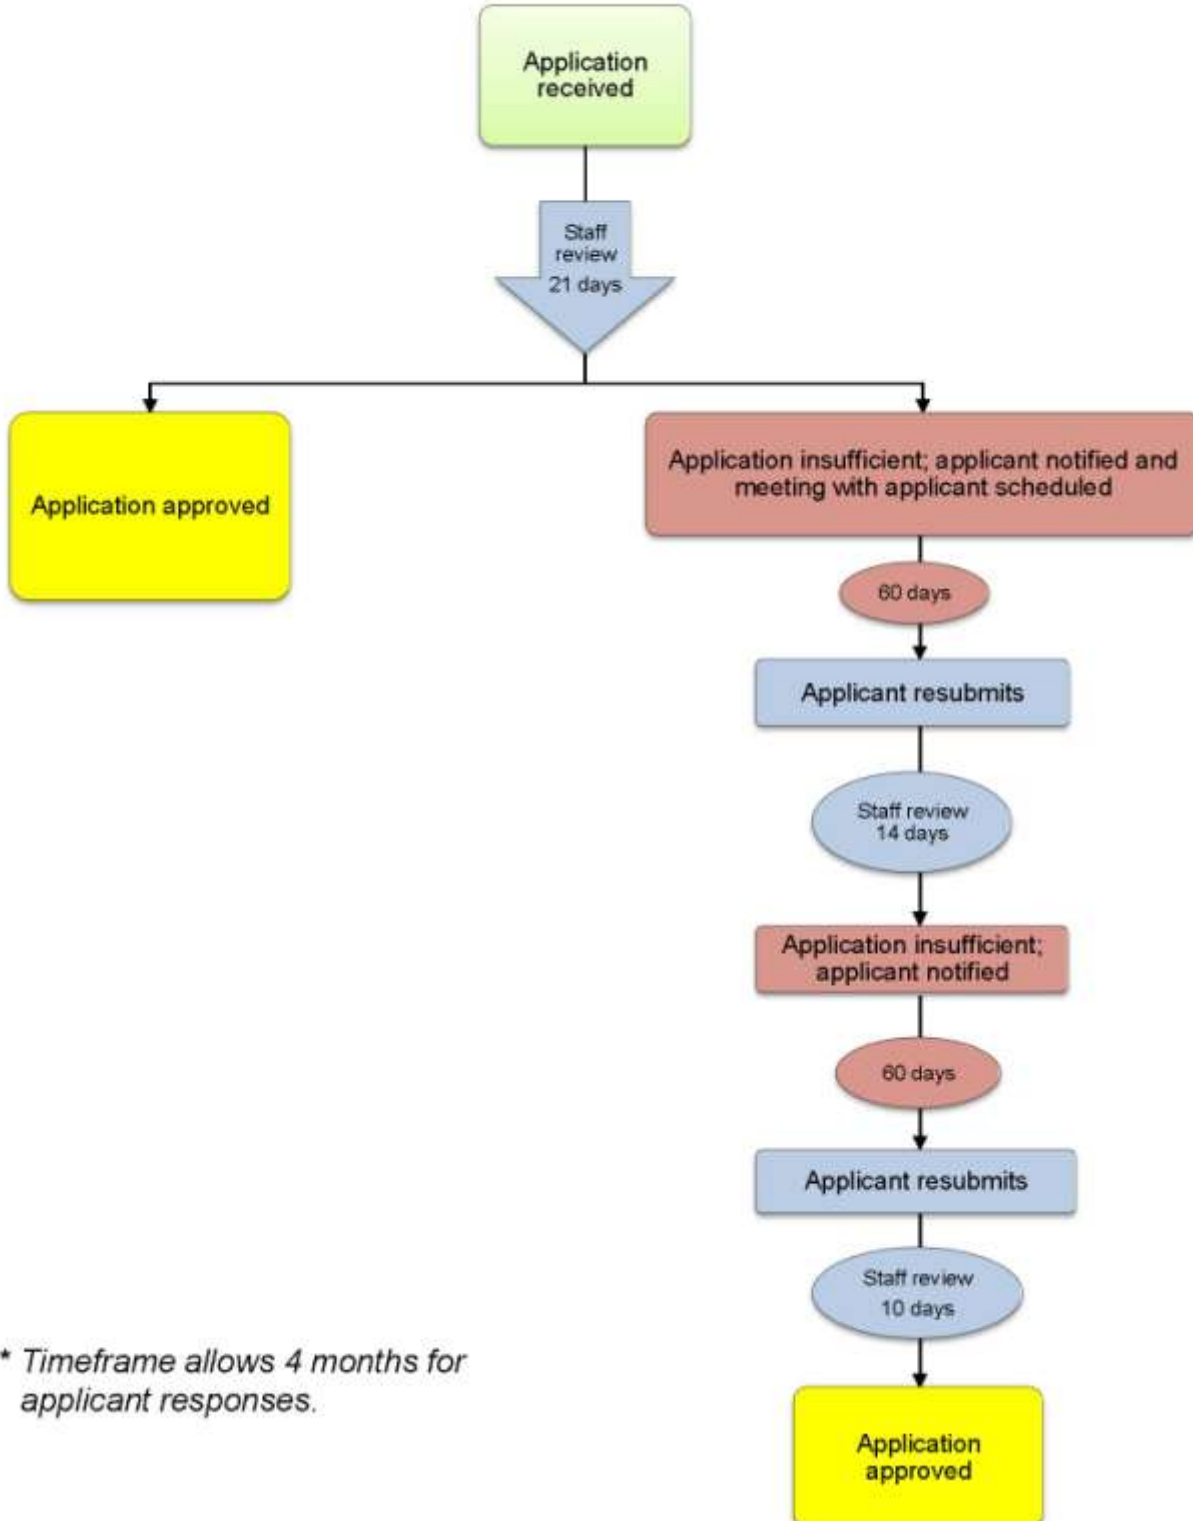 Application
received
Staff
review
21 days
Application approved
Application insufficient; applicant notified and
meeting with applicant scheduled
60 days
Applicant resubmits
Staff review
14 days
Application insufficient;
applicant notified
60 days
Applicant resubmits
Staff review
10 days
* Timeframe allows 4 months for
applicant responses.
Application
approved